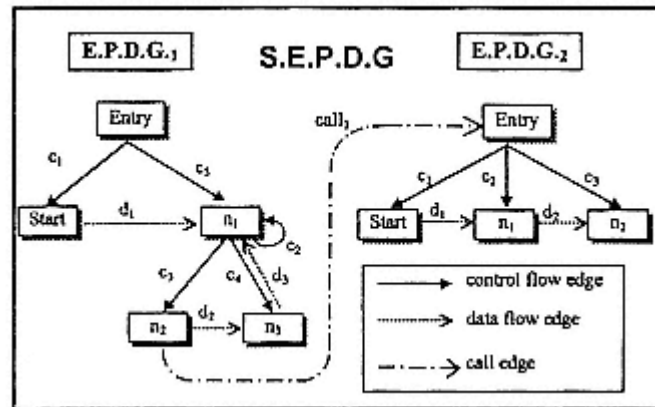 E.P.D.G.1
S.E.P.D.G
E.P.D.G.2
Entry
call1
Entry
c1
c5
c1
c2
c3
Start
d1
n1
c2
Start
d1
n1
d2
n2
c3
c4
d3
n2
d2
n3
control flow edge
data flow edge
call edge